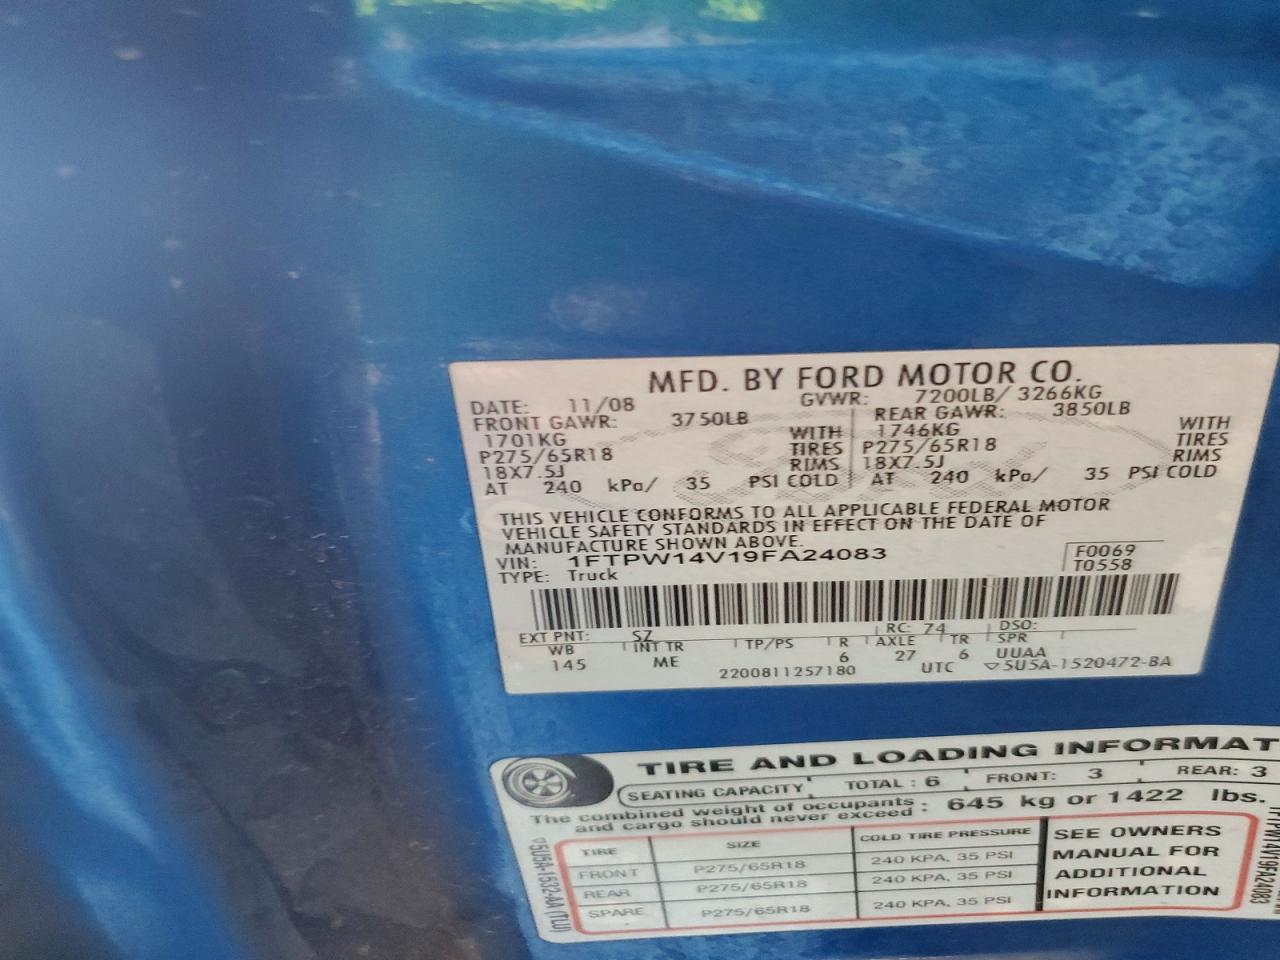 MFD. BY FORD MOTOR CO.
DATE: 11/08 GVWR: 7200LB/ 3266KG
FRONT GAWR: 3750LB REAR GAWR: 3850LB
1701KG WITH 1746KG WITH
P275/65R18 TIRES P275/65R18 TIRES
18X7.5J RIMS 18X7.5J RIMS
AT 240 kPa/ 35 PSI COLD AT 240 kPa/ 35 PSI COLD
THIS VEHICLE CONFORMS TO ALL APPLICABLE FEDERAL MOTOR
VEHICLE SAFETY STANDARDS IN EFFECT ON THE DATE OF
MANUFACTURE SHOWN ABOVE.
VIN: 1FTPW14V19FA24083 F0069
TYPE: Truck T0558
EXT PNT: SZ RC: 74 DSO:
WB INT TR TP/PS R AXLE TR SPR
145 ME 6 27 6 UUAA
2200811257180 UTC ▽5U5A-1520472-BA
TIRE AND LOADING INFORMAT
SEATING CAPACITY TOTAL: 6 FRONT: 3 REAR: 3
The combined weight of occupants : 645 kg or 1422 lbs.
and cargo should never exceed :
TIRE SIZE COLD TIRE PRESSURE SEE OWNERS
FRONT P275/65R18 240 KPA, 35 PSI MANUAL FOR
REAR P275/65R18 240 KPA, 35 PSI ADDITIONAL
SPARE P275/65R18 240 KPA, 35 PSI INFORMATION
▽5U5A-1532-AA (TLU)
1FTPW14V19FA24083